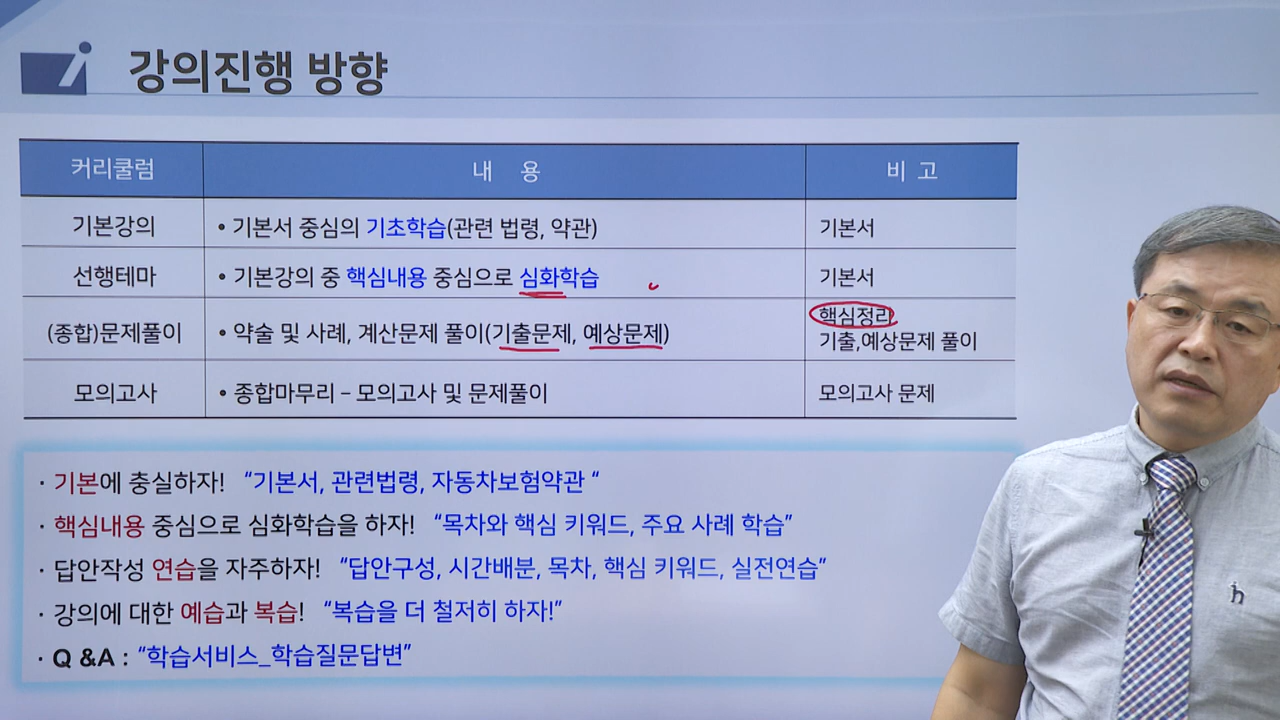 강의진행 방향
커리쿨럼 내 용 비 고
기본강의 • 기본서 중심의 기초학습(관련 법령, 약관) 기본서
선행테마 • 기본강의 중 핵심내용 중심으로 심화학습 기본서
(종합)문제풀이 • 약술 및 사례, 계산문제 풀이(기출문제, 예상문제) 핵심정리
기출,예상문제 풀이
모의고사 • 종합마무리 – 모의고사 및 문제풀이 모의고사 문제
· 기본에 충실하자! “기본서, 관련법령, 자동차보험약관 “
· 핵심내용 중심으로 심화학습을 하자! “목차와 핵심 키워드, 주요 사례 학습”
· 답안작성 연습을 자주하자! “답안구성, 시간배분, 목차, 핵심 키워드, 실전연습”
· 강의에 대한 예습과 복습! “복습을 더 철저히 하자!”
· Q &A : “학습서비스_학습질문답변”